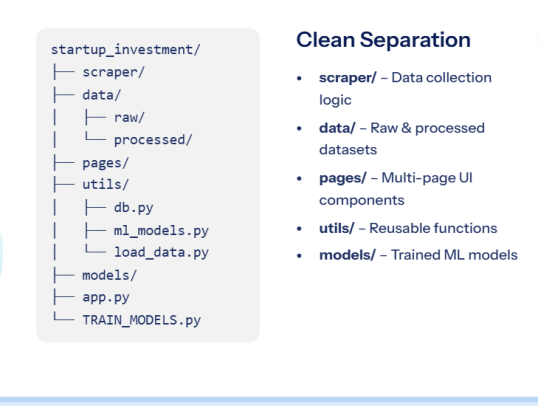 startup_investment/
├── scraper/
├── data/
│   ├── raw/
│   └── processed/
├── pages/
├── utils/
│   ├── db.py
│   ├── ml_models.py
│   └── load_data.py
├── models/
├── app.py
└── TRAIN_MODELS.py
Clean Separation
• scraper/ – Data collection
logic
• data/ – Raw & processed
datasets
• pages/ – Multi-page UI
components
• utils/ – Reusable functions
• models/ – Trained ML models